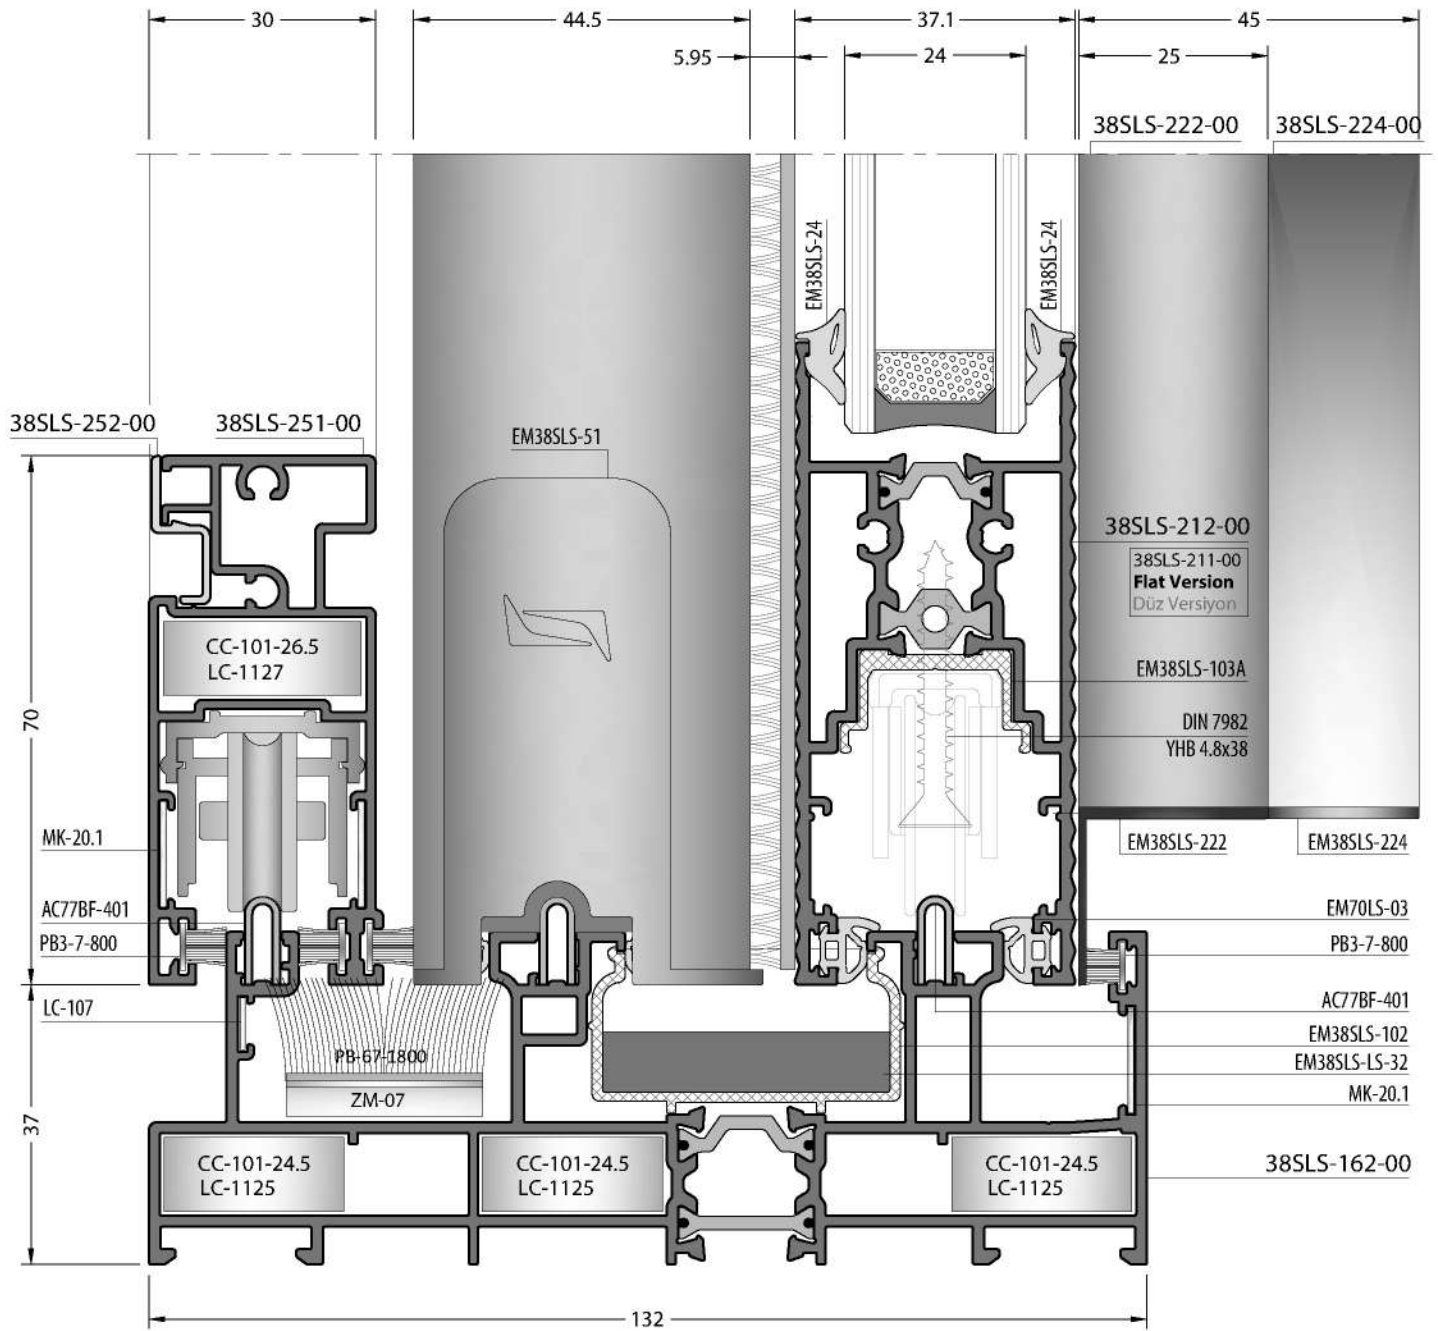 30
44.5
37.1
45
5.95
24
25
38SLS-222-00
38SLS-224-00
EM38SLS-24
EM38SLS-24
38SLS-252-00
38SLS-251-00
EM38SLS-51
38SLS-212-00
38SLS-211-00
Flat Version
Düz Versiyon
CC-101-26.5
LC-1127
EM38SLS-103A
70
DIN 7982
YHB 4.8x38
MK-20.1
EM38SLS-222
EM38SLS-224
AC77BF-401
EM70LS-03
PB3-7-800
PB3-7-800
LC-107
AC77BF-401
PB-67-1800
EM38SLS-102
EM38SLS-LS-32
ZM-07
MK-20.1
37
CC-101-24.5
LC-1125
CC-101-24.5
LC-1125
CC-101-24.5
LC-1125
38SLS-162-00
132